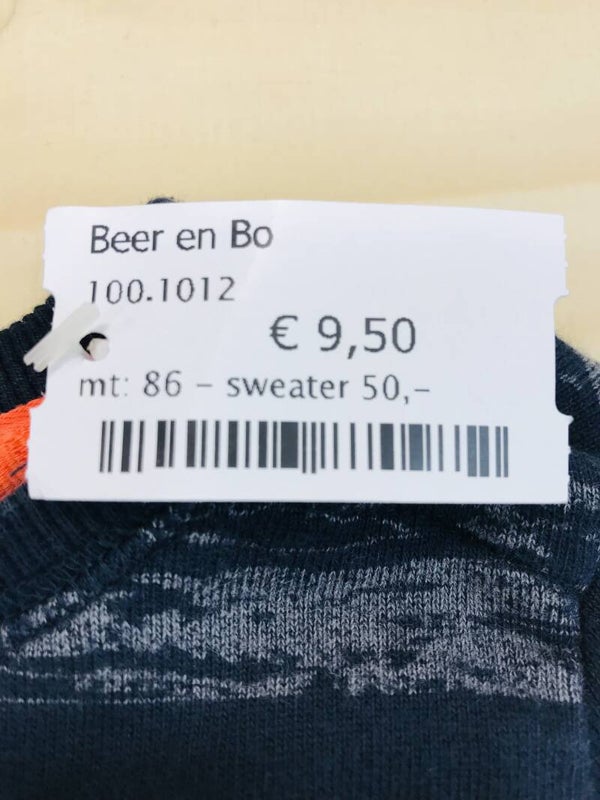 Beer en Bo
100.1012
€ 9,50
mt: 86 – sweater 50,–